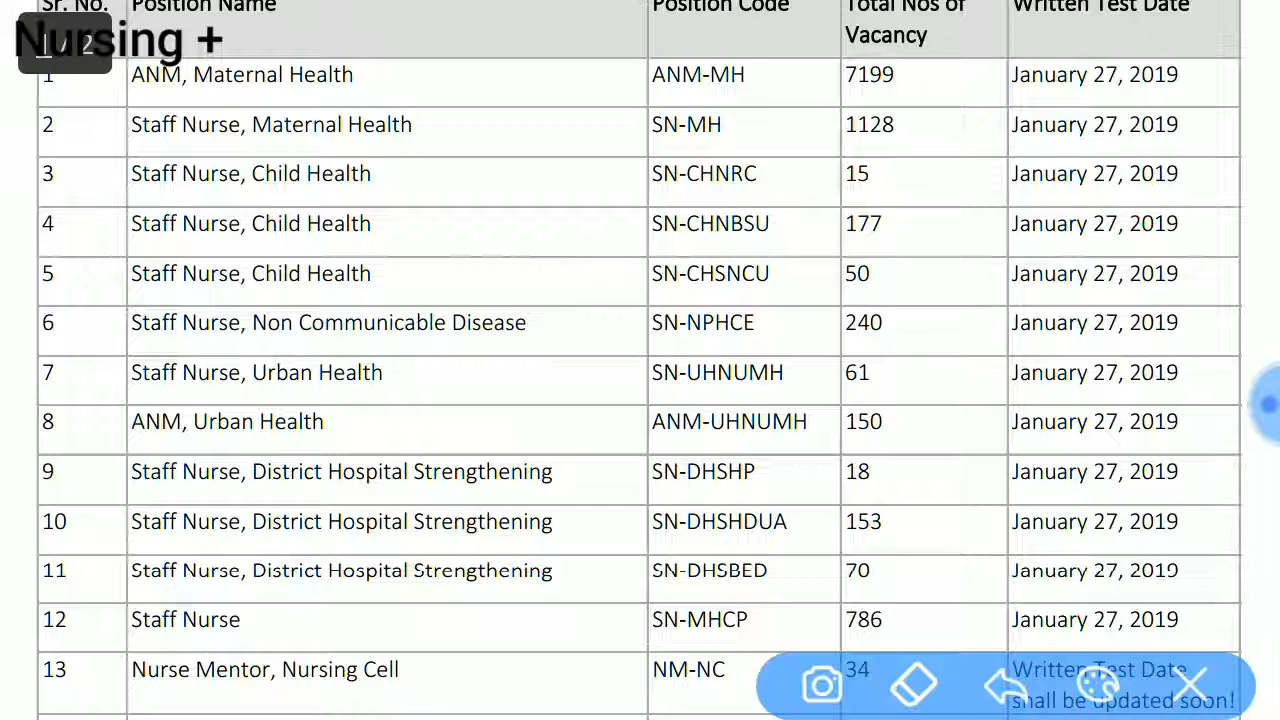 Sr. No. Position Name Position Code Total Nos of Vacancy Written Test Date
Nursing +
1 / 2
1 ANM, Maternal Health ANM-MH 7199 January 27, 2019
2 Staff Nurse, Maternal Health SN-MH 1128 January 27, 2019
3 Staff Nurse, Child Health SN-CHNRC 15 January 27, 2019
4 Staff Nurse, Child Health SN-CHNBSU 177 January 27, 2019
5 Staff Nurse, Child Health SN-CHSNCU 50 January 27, 2019
6 Staff Nurse, Non Communicable Disease SN-NPHCE 240 January 27, 2019
7 Staff Nurse, Urban Health SN-UHNUMH 61 January 27, 2019
8 ANM, Urban Health ANM-UHNUMH 150 January 27, 2019
9 Staff Nurse, District Hospital Strengthening SN-DHSHP 18 January 27, 2019
10 Staff Nurse, District Hospital Strengthening SN-DHSHDUA 153 January 27, 2019
11 Staff Nurse, District Hospital Strengthening SN-DHSBED 70 January 27, 2019
12 Staff Nurse SN-MHCP 786 January 27, 2019
13 Nurse Mentor, Nursing Cell NM-NC 34 Written Test Date
shall be updated soon!